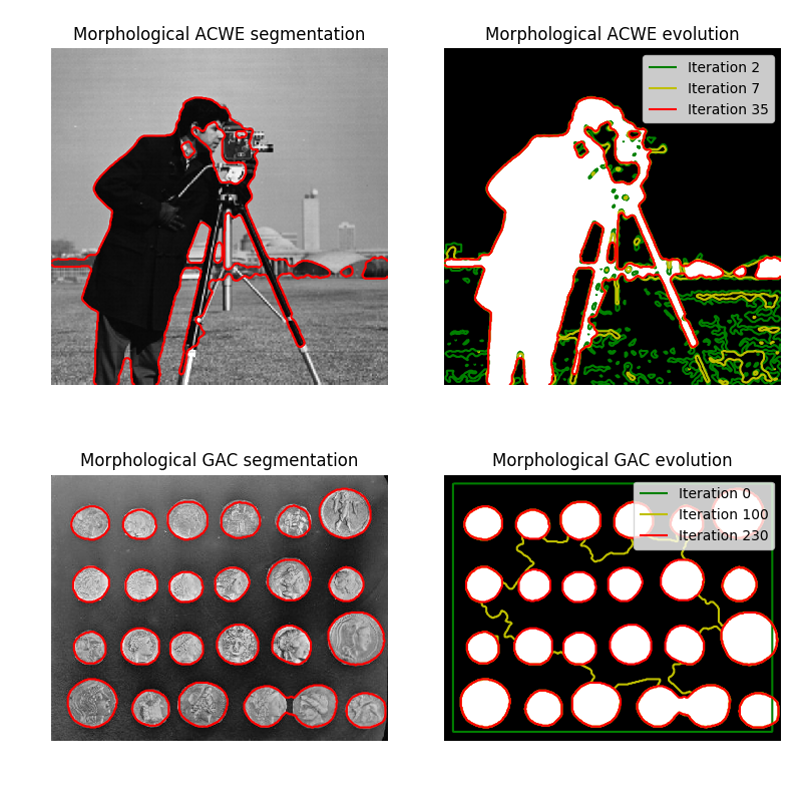 Morphological ACWE segmentation
Morphological ACWE evolution
Iteration 2
Iteration 7
Iteration 35
Morphological GAC segmentation
Morphological GAC evolution
Iteration 0
Iteration 100
Iteration 230